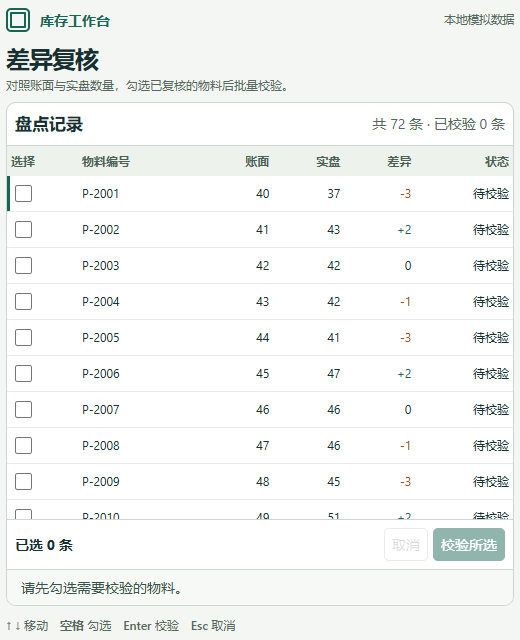 库存工作台 本地模拟数据
差异复核
对照账面与实盘数量，勾选已复核的物料后批量校验。
盘点记录 共 72 条 · 已校验 0 条
选择 物料编号 账面 实盘 差异 状态
P-2001 40 37 -3 待校验
P-2002 41 43 +2 待校验
P-2003 42 42 0 待校验
P-2004 43 42 -1 待校验
P-2005 44 41 -3 待校验
P-2006 45 47 +2 待校验
P-2007 46 46 0 待校验
P-2008 47 46 -1 待校验
P-2009 48 45 -3 待校验
P-2010 49 51 +2 待校验
已选 0 条 取消 校验所选
请先勾选需要校验的物料。
↑↓ 移动 空格 勾选 Enter 校验 Esc 取消